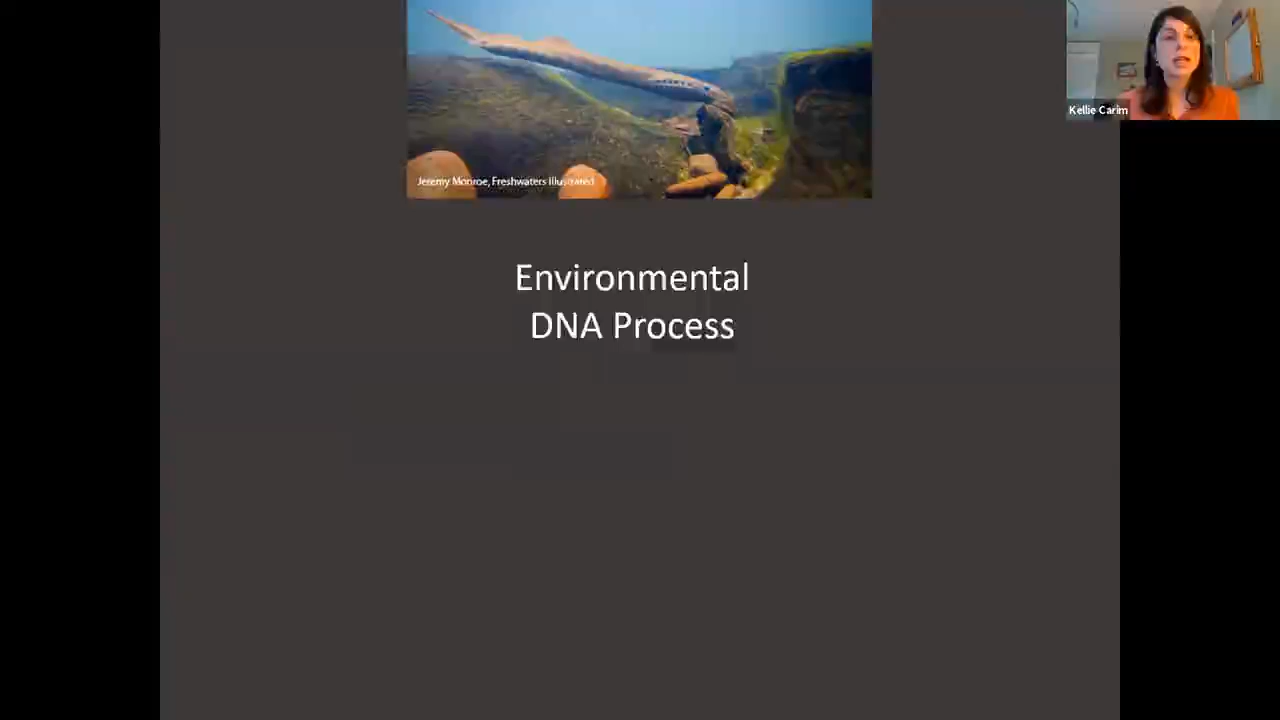 Kellie Carim
Jeremy Monroe, Freshwaters Illustrated
Environmental
DNA Process